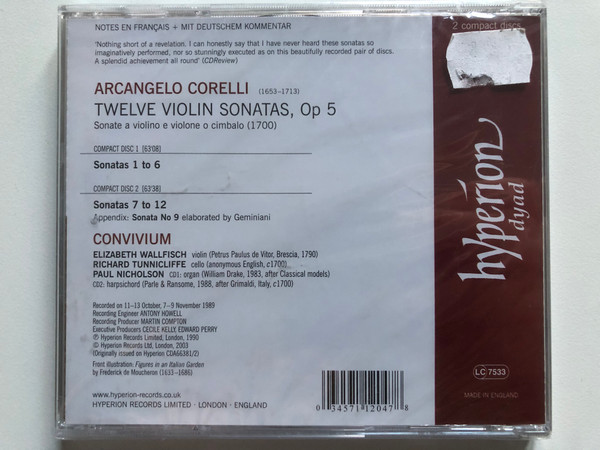 NOTES EN FRANÇAIS + MIT DEUTSCHEM KOMMENTAR
2 compact discs
'Nothing short of a revelation. I can honestly say that I have never heard these sonatas so
imaginatively performed, nor so stunningly executed as on this beautifully recorded pair of discs.
A splendid achievement all round' (CDReview)
ARCANGELO CORELLI (1653–1713)
TWELVE VIOLIN SONATAS, Op 5
Sonate a violino e violone o cimbalo (1700)
COMPACT DISC 1 [63'08]
Sonatas 1 to 6
COMPACT DISC 2 [63'38]
Sonatas 7 to 12
Appendix: Sonata No 9 elaborated by Geminiani
CONVIVIUM
ELIZABETH WALLFISCH violin (Petrus Paulus de Vitor, Brescia, 1790)
RICHARD TUNNICLIFFE cello (anonymous English, c1700)
PAUL NICHOLSON CD1: organ (William Drake, 1983, after Classical models)
CD2: harpsichord (Parle & Ransome, 1988, after Grimaldi, Italy, c1700)
Recorded on 11–13 October, 7–9 November 1989
Recording Engineer ANTONY HOWELL
Recording Producer MARTIN COMPTON
Executive Producers CECILE KELLY, EDWARD PERRY
℗ Hyperion Records Limited, London, 1990
© Hyperion Records Ltd, London, 2003
(Originally issued on Hyperion CDA66381/2)
Front illustration: Figures in an Italian Garden
by Frederick de Moucheron (1633–1686)
www.hyperion-records.co.uk
HYPERION RECORDS LIMITED · LONDON · ENGLAND
0 34571 12047 8
hyperion
dyad
LC 7533
MADE IN ENGLAND